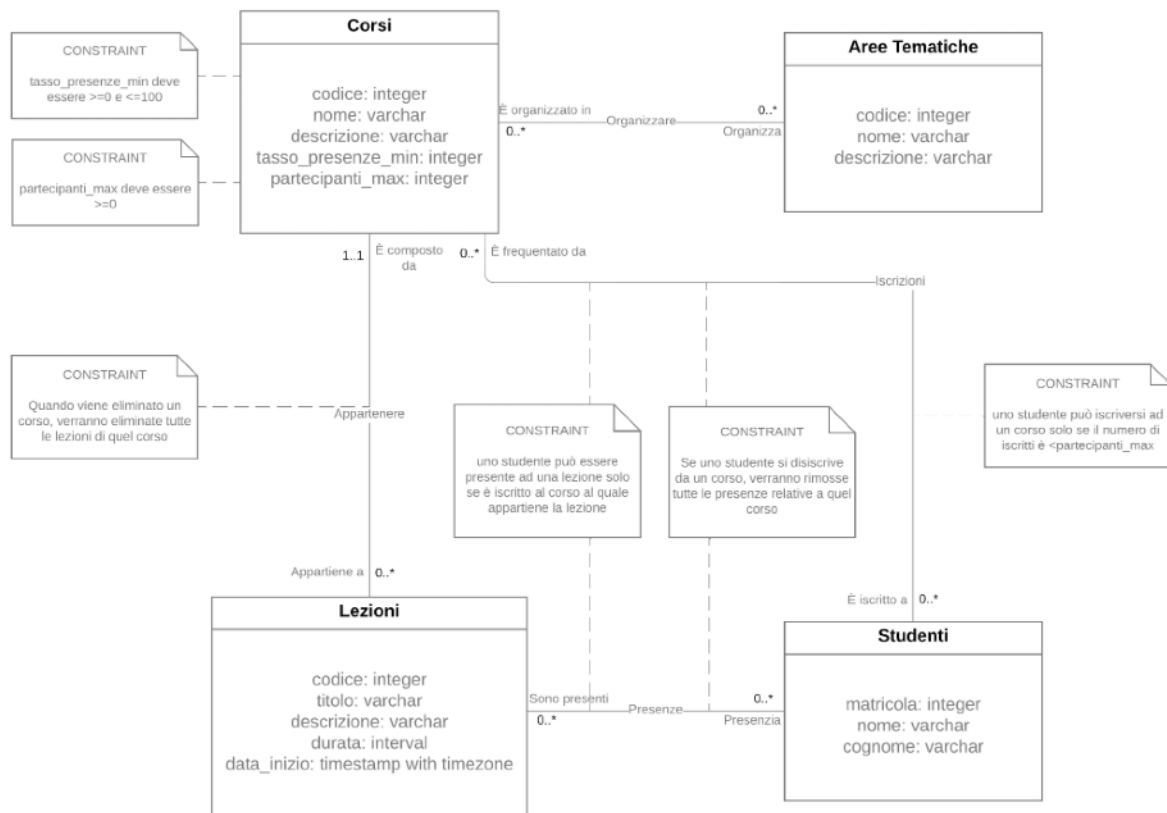 Corsi
codice: integer
nome: varchar
descrizione: varchar
tasso_presenze_min: integer
partecipanti_max: integer
CONSTRAINT
tasso_presenze_min deve
essere >=0 e <=100
CONSTRAINT
partecipanti_max deve essere
>=0
È organizzato in
0..*
Organizzare
0..*
Organizza
Aree Tematiche
codice: integer
nome: varchar
descrizione: varchar
1..1
È composto
da
0..*
È frequentato da
Iscrizioni
CONSTRAINT
Quando viene eliminato un
corso, verranno eliminate tutte
le lezioni di quel corso
Appartenere
CONSTRAINT
uno studente può essere
presente ad una lezione solo
se è iscritto al corso al quale
appartiene la lezione
CONSTRAINT
Se uno studente si disiscrive
da un corso, verranno rimosse
tutte le presenze relative a quel
corso
CONSTRAINT
uno studente può iscriversi ad
un corso solo se il numero di
iscritti è <partecipanti_max
Appartiene a
0..*
È iscritto a
0..*
Lezioni
codice: integer
titolo: varchar
descrizione: varchar
durata: interval
data_inizio: timestamp with timezone
Sono presenti
0..*
Presenze
0..*
Presenzia
Studenti
matricola: integer
nome: varchar
cognome: varchar